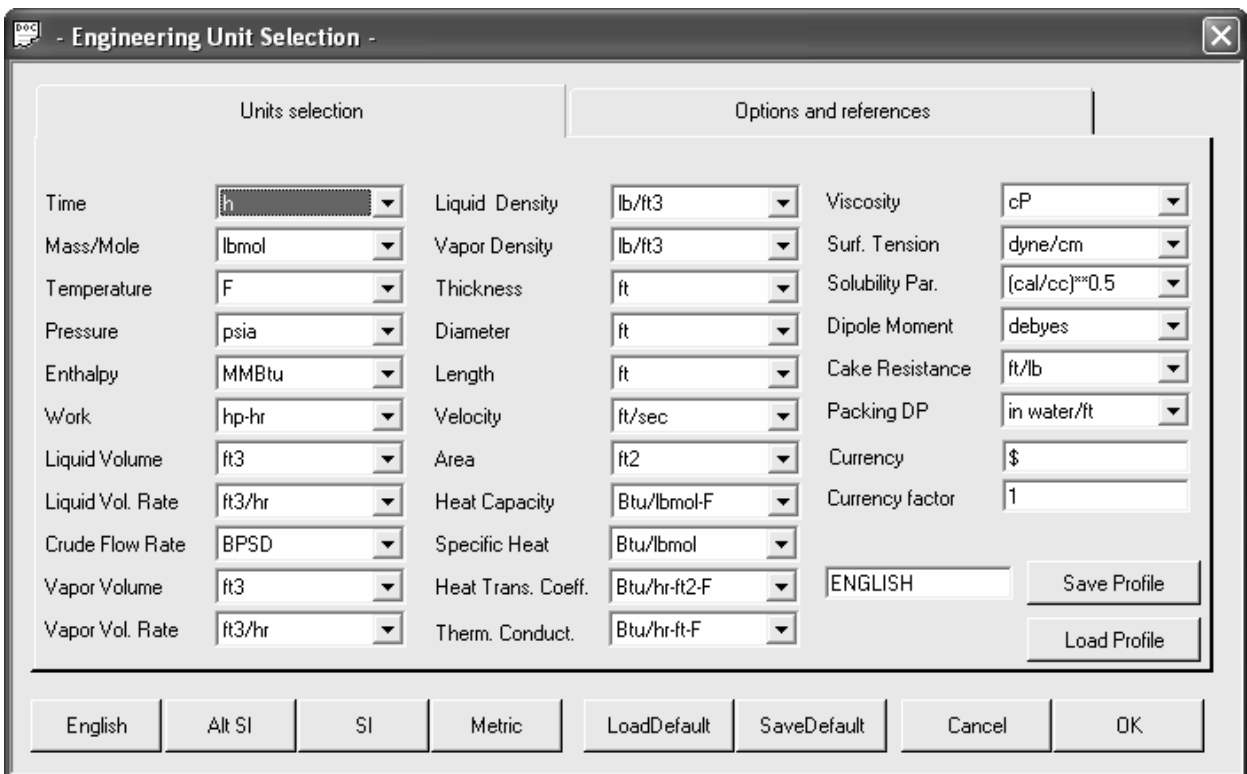 DOC - Engineering Unit Selection -
Units selection Options and references
Time h Liquid Density lb/ft3 Viscosity cP
Mass/Mole lbmol Vapor Density lb/ft3 Surf. Tension dyne/cm
Temperature F Thickness ft Solubility Par. (cal/cc)**0.5
Pressure psia Diameter ft Dipole Moment debyes
Enthalpy MMBtu Length ft Cake Resistance ft/lb
Work hp-hr Velocity ft/sec Packing DP in water/ft
Liquid Volume ft3 Area ft2 Currency $
Liquid Vol. Rate ft3/hr Heat Capacity Btu/lbmol-F Currency factor 1
Crude Flow Rate BPSD Specific Heat Btu/lbmol
Vapor Volume ft3 Heat Trans. Coeff. Btu/hr-ft2-F ENGLISH Save Profile
Vapor Vol. Rate ft3/hr Therm. Conduct. Btu/hr-ft-F Load Profile
English Alt SI SI Metric LoadDefault SaveDefault Cancel OK